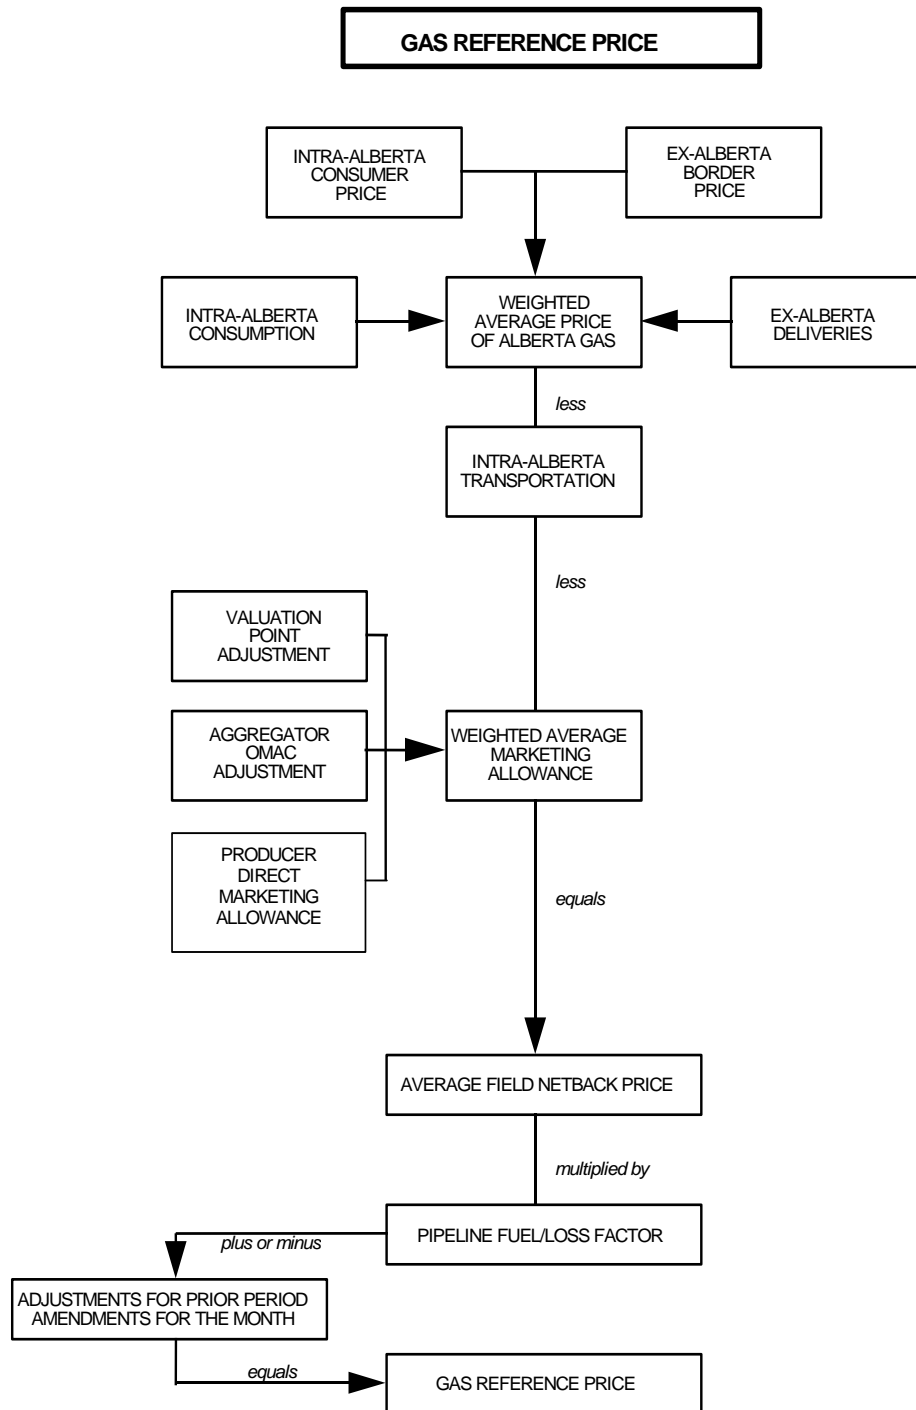 GAS REFERENCE PRICE
INTRA-ALBERTA
CONSUMER
PRICE
EX-ALBERTA
BORDER
PRICE
INTRA-ALBERTA
CONSUMPTION
WEIGHTED
AVERAGE PRICE
OF ALBERTA GAS
EX-ALBERTA
DELIVERIES
less
INTRA-ALBERTA
TRANSPORTATION
less
VALUATION
POINT
ADJUSTMENT
AGGREGATOR
OMAC
ADJUSTMENT
WEIGHTED AVERAGE
MARKETING
ALLOWANCE
PRODUCER
DIRECT
MARKETING
ALLOWANCE
equals
AVERAGE FIELD NETBACK PRICE
multiplied by
PIPELINE FUEL/LOSS FACTOR
plus or minus
ADJUSTMENTS FOR PRIOR PERIOD
AMENDMENTS FOR THE MONTH
equals
GAS REFERENCE PRICE